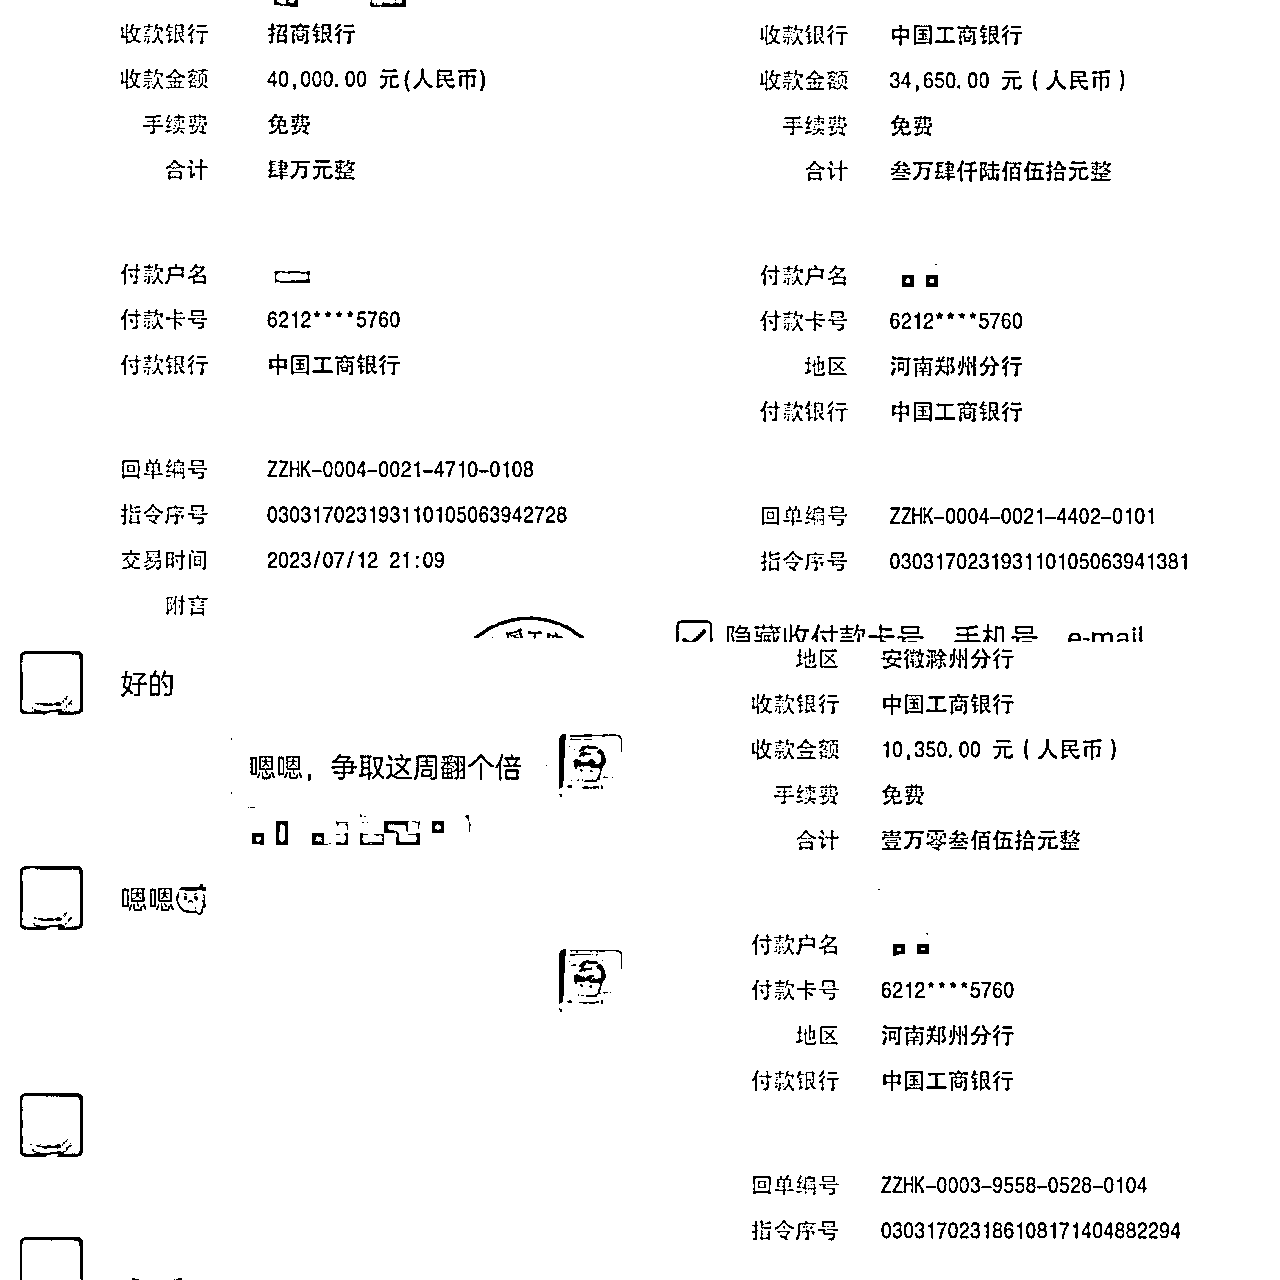 收款银行 招商银行
收款金额 40,000.00 元(人民币)
手续费 免费
合计 肆万元整
付款户名
付款卡号 6212****5760
付款银行 中国工商银行
回单编号 ZZHK-0004-0021-4710-0108
指令序号 030317023193110105063942728
交易时间 2023/07/12 21:09
附言
收款银行 中国工商银行
收款金额 34,650.00 元（人民币）
手续费 免费
合计 叁万肆仟陆佰伍拾元整
付款户名
付款卡号 6212****5760
地区 河南郑州分行
付款银行 中国工商银行
回单编号 ZZHK-0004-0021-4402-0101
指令序号 030317023193110105063941381
隐藏收付款卡号、手机号、e-mail
好的
嗯嗯，争取这周翻个倍
嗯嗯
地区 安徽滁州分行
收款银行 中国工商银行
收款金额 10,350.00 元（人民币）
手续费 免费
合计 壹万零叁佰伍拾元整
付款户名
付款卡号 6212****5760
地区 河南郑州分行
付款银行 中国工商银行
回单编号 ZZHK-0003-9558-0528-0104
指令序号 030317023186108171404882294